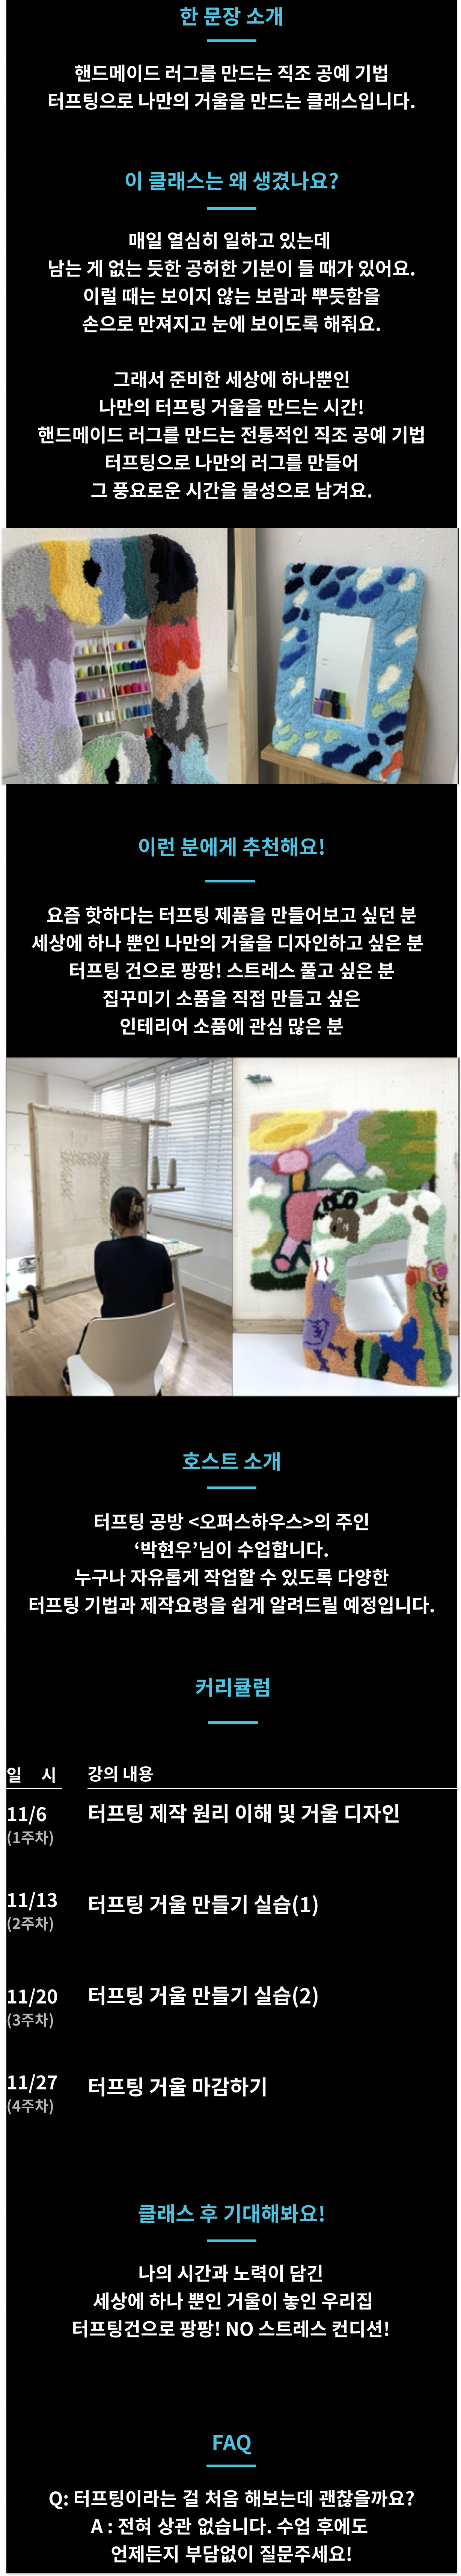 한 문장 소개
핸드메이드 러그를 만드는 직조 공예 기법
터프팅으로 나만의 거울을 만드는 클래스입니다.
이 클래스는 왜 생겼나요?
매일 열심히 일하고 있는데
남는 게 없는 듯한 공허한 기분이 들 때가 있어요.
이럴 때는 보이지 않는 보람과 뿌듯함을
손으로 만져지고 눈에 보이도록 해줘요.
그래서 준비한 세상에 하나뿐인
나만의 터프팅 거울을 만드는 시간!
핸드메이드 러그를 만드는 전통적인 직조 공예 기법
터프팅으로 나만의 러그를 만들어
그 풍요로운 시간을 물성으로 남겨요.
이런 분에게 추천해요!
요즘 핫하다는 터프팅 제품을 만들어보고 싶던 분
세상에 하나 뿐인 나만의 거울을 디자인하고 싶은 분
터프팅 건으로 팡팡! 스트레스 풀고 싶은 분
집꾸미기 소품을 직접 만들고 싶은
인테리어 소품에 관심 많은 분
호스트 소개
터프팅 공방 <오퍼스하우스>의 주인
‘박현우’님이 수업합니다.
누구나 자유롭게 작업할 수 있도록 다양한
터프팅 기법과 제작요령을 쉽게 알려드릴 예정입니다.
커리큘럼
일 시 강의 내용
11/6 터프팅 제작 원리 이해 및 거울 디자인
(1주차)
11/13 터프팅 거울 만들기 실습(1)
(2주차)
11/20 터프팅 거울 만들기 실습(2)
(3주차)
11/27 터프팅 거울 마감하기
(4주차)
클래스 후 기대해봐요!
나의 시간과 노력이 담긴
세상에 하나 뿐인 거울이 놓인 우리집
터프팅건으로 팡팡! NO 스트레스 컨디션!
FAQ
Q: 터프팅이라는 걸 처음 해보는데 괜찮을까요?
A : 전혀 상관 없습니다. 수업 후에도
언제든지 부담없이 질문주세요!